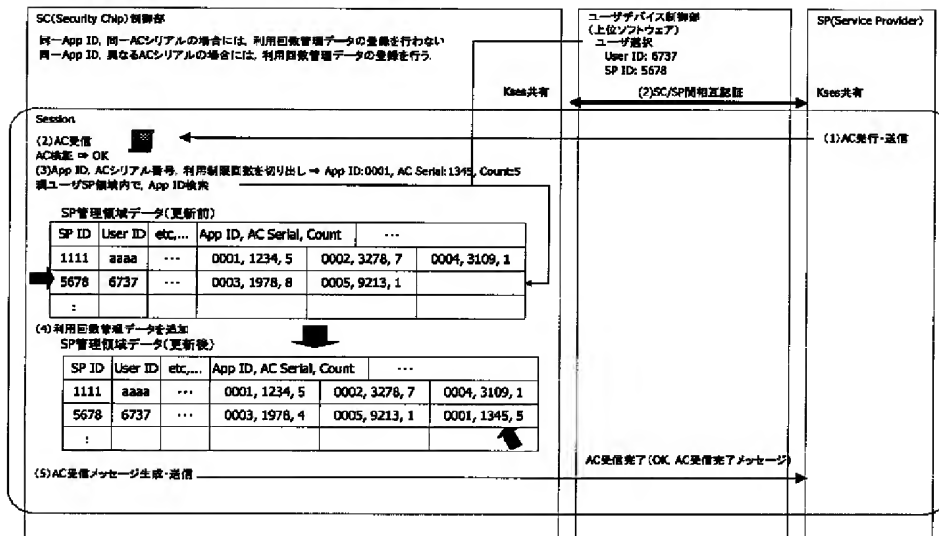 SC(Security Chip)制御部
同一App ID, 同一ACシリアルの場合には, 利用回数管理データの登録を行わない
同一App ID, 異なるACシリアルの場合には, 利用回数管理データの登録を行う.
ユーザデバイス制御部
(上位ソフトウェア)
ユーザ選択
User ID: 6737
SP ID: 5678
SP(Service Provider)
Kses共有
(2)SC/SP間相互認証
Kses共有
Session
(1)AC発行・送信
(2)AC受信
AC検証 ⇒ OK
(3)App ID, ACシリアル番号, 利用制限回数を切り出し ⇒ App ID:0001, AC Serial:1345, Count:5
現ユーザSP領域内で, App ID検索
SP管理領域データ(更新前)
SP ID User ID etc,... App ID, AC Serial, Count ...
1111 aaaa ... 0001, 1234, 5 0002, 3278, 7 0004, 3109, 1
5678 6737 ... 0003, 1978, 8 0005, 9213, 1
:
(4)利用回数管理データを追加
SP管理領域データ(更新後)
SP ID User ID etc,... App ID, AC Serial, Count ...
1111 aaaa ... 0001, 1234, 5 0002, 3278, 7 0004, 3109, 1
5678 6737 ... 0003, 1978, 4 0005, 9213, 1 0001, 1345, 5
:
AC受信完了(OK, AC受信完了メッセージ)
(5)AC受信メッセージ生成・送信